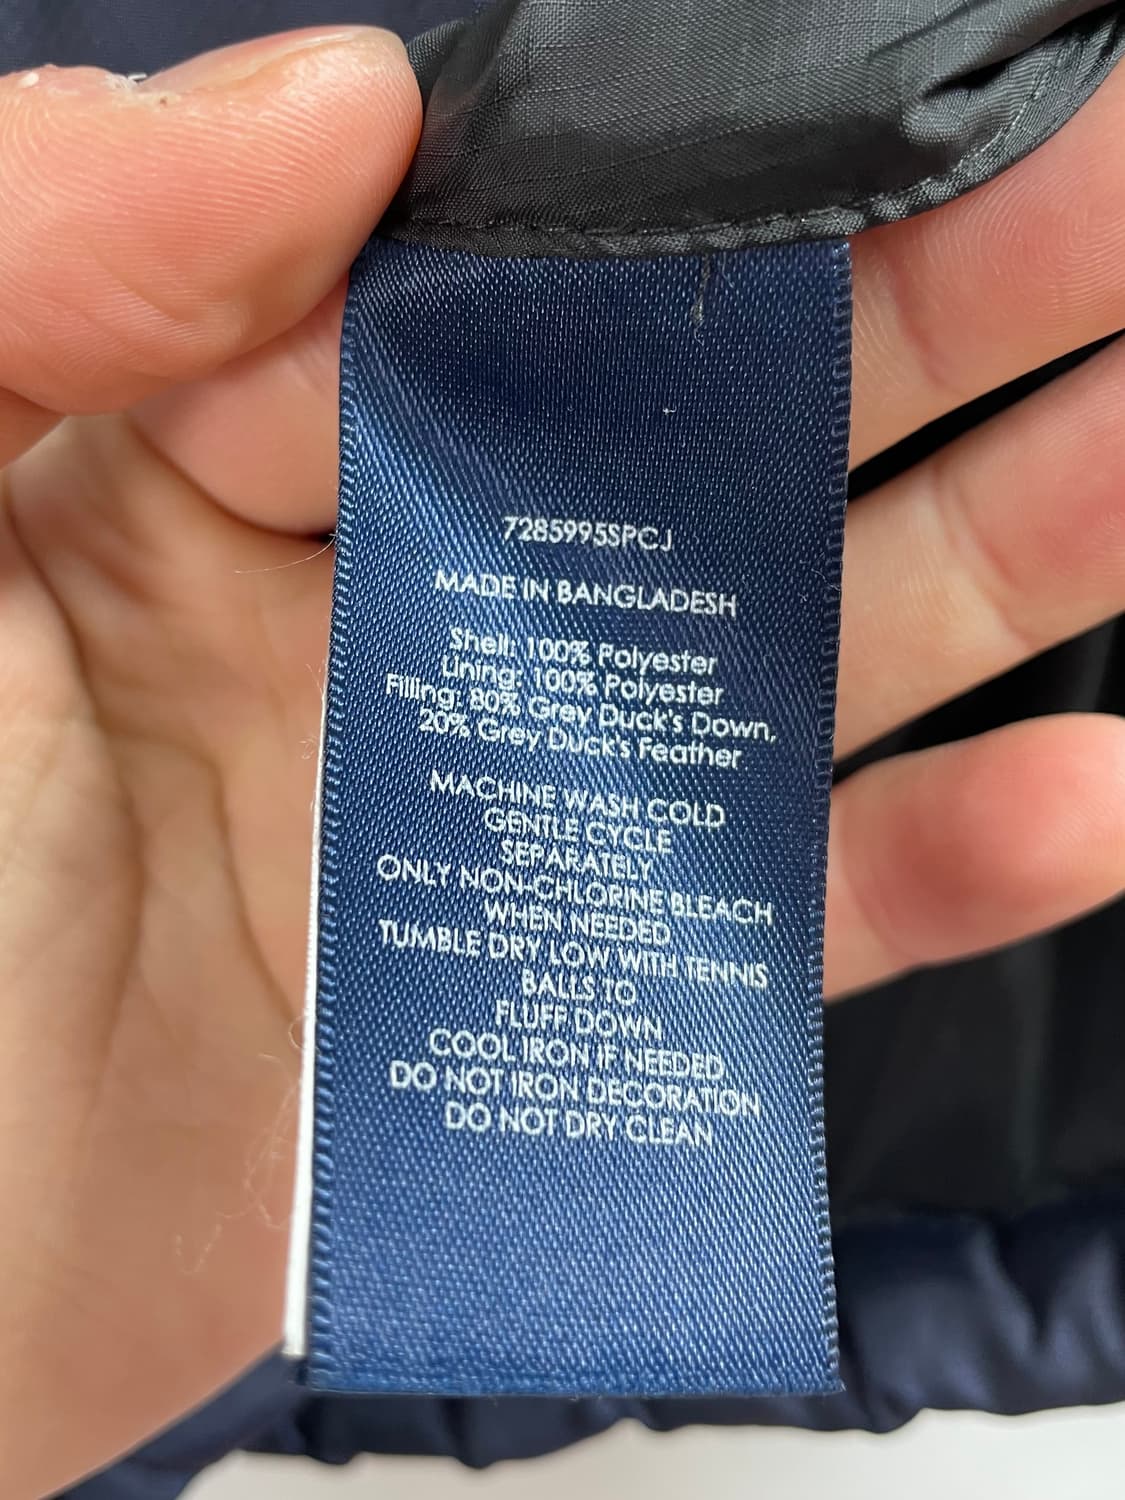 7285995SPCJ
MADE IN BANGLADESH
Shell: 100% Polyester
Lining: 100% Polyester
Filling: 80% Grey Duck's Down,
20% Grey Duck's Feather
MACHINE WASH COLD
GENTLE CYCLE
SEPARATELY
ONLY NON-CHLORINE BLEACH
WHEN NEEDED
TUMBLE DRY LOW WITH TENNIS
BALLS TO
FLUFF DOWN
COOL IRON IF NEEDED
DO NOT IRON DECORATION
DO NOT DRY CLEAN